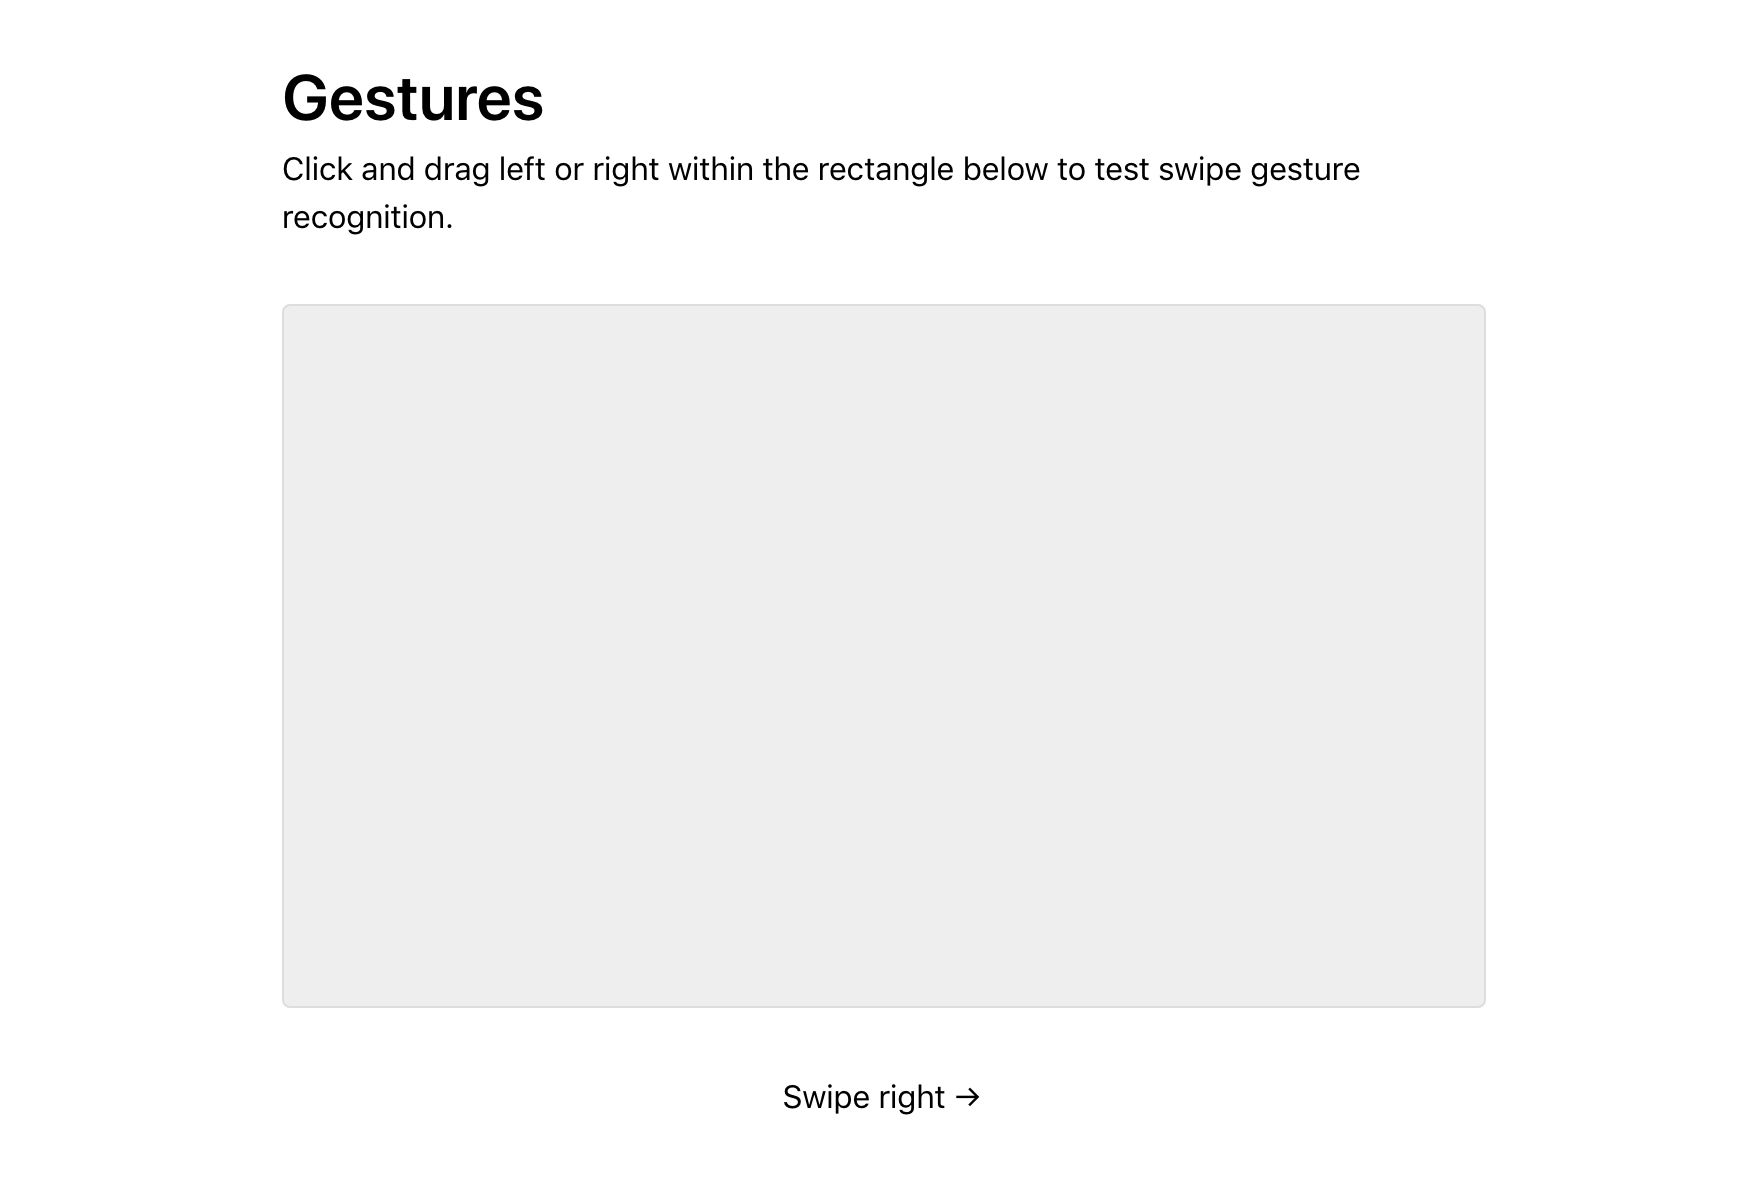 Gestures
Click and drag left or right within the rectangle below to test swipe gesture
recognition.
Swipe right →